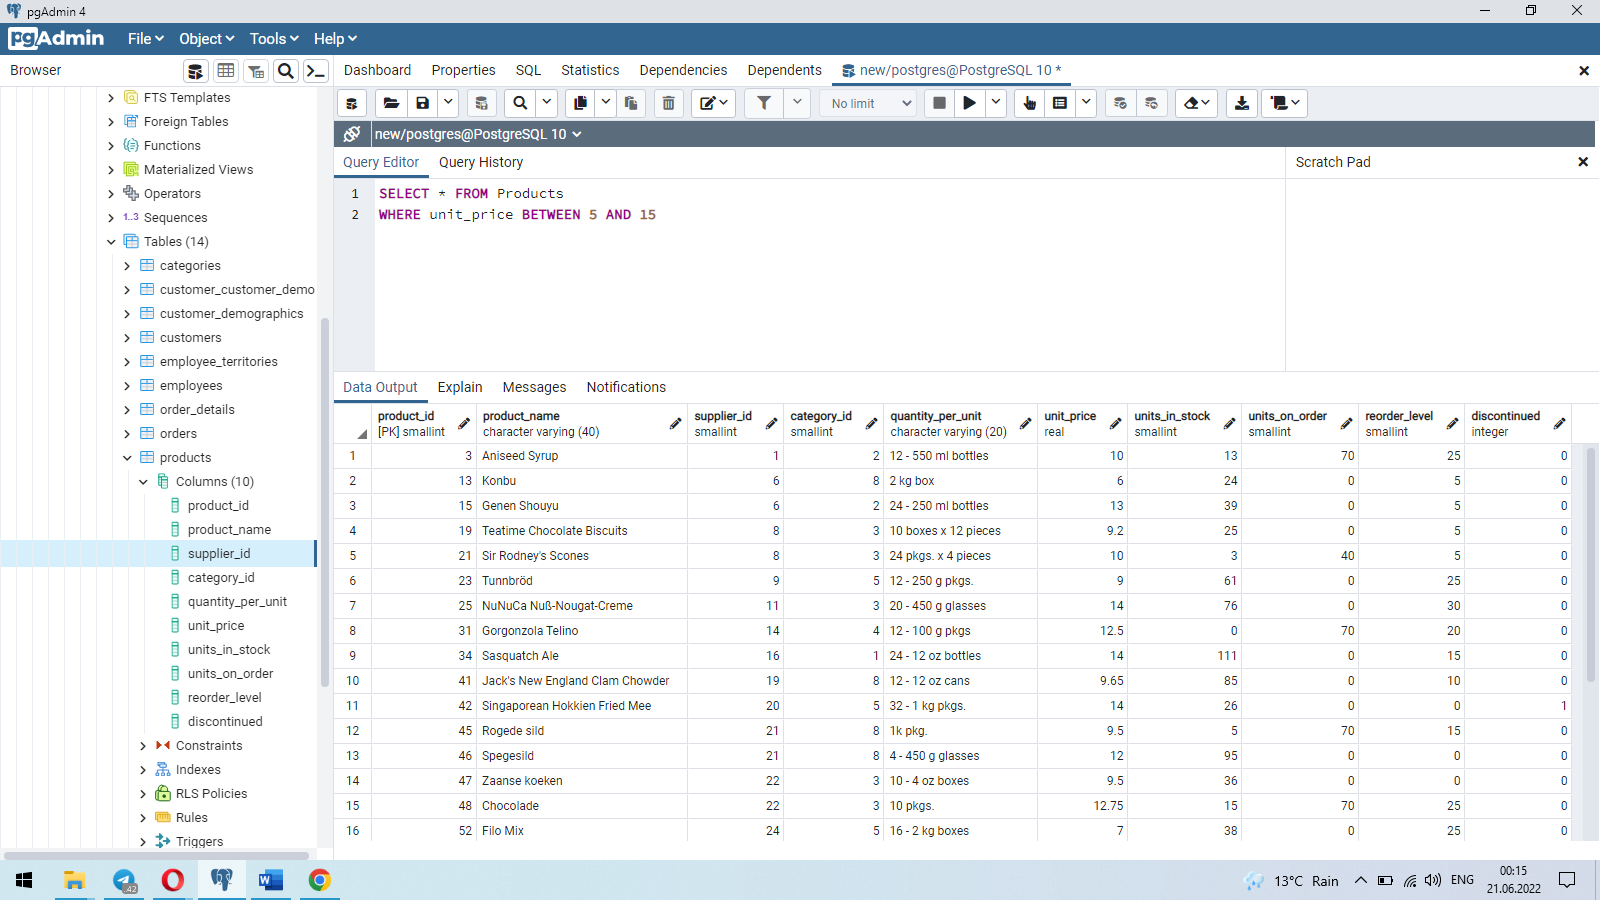 pgAdmin 4
pgAdmin File Object Tools Help
Browser
Dashboard Properties SQL Statistics Dependencies Dependents new/postgres@PostgreSQL 10 *
No limit
new/postgres@PostgreSQL 10
Query Editor Query History
Scratch Pad
1 SELECT * FROM Products
2 WHERE unit_price BETWEEN 5 AND 15
FTS Templates
Foreign Tables
Functions
Materialized Views
Operators
1..3 Sequences
Tables (14)
categories
customer_customer_demo
customer_demographics
customers
employee_territories
employees
order_details
orders
products
Columns (10)
product_id
product_name
supplier_id
category_id
quantity_per_unit
unit_price
units_in_stock
units_on_order
reorder_level
discontinued
Constraints
Indexes
RLS Policies
Rules
Triggers
Data Output Explain Messages Notifications
product_id product_name supplier_id category_id quantity_per_unit unit_price units_in_stock units_on_order reorder_level discontinued
[PK] smallint character varying (40) smallint smallint character varying (20) real smallint smallint smallint integer
1 3 Aniseed Syrup 1 2 12 - 550 ml bottles 10 13 70 25 0
2 13 Konbu 6 8 2 kg box 6 24 0 5 0
3 15 Genen Shouyu 6 2 24 - 250 ml bottles 13 39 0 5 0
4 19 Teatime Chocolate Biscuits 8 3 10 boxes x 12 pieces 9.2 25 0 5 0
5 21 Sir Rodney's Scones 8 3 24 pkgs. x 4 pieces 10 3 40 5 0
6 23 Tunnbröd 9 5 12 - 250 g pkgs. 9 61 0 25 0
7 25 NuNuCa Nuß-Nougat-Creme 11 3 20 - 450 g glasses 14 76 0 30 0
8 31 Gorgonzola Telino 14 4 12 - 100 g pkgs 12.5 0 70 20 0
9 34 Sasquatch Ale 16 1 24 - 12 oz bottles 14 111 0 15 0
10 41 Jack's New England Clam Chowder 19 8 12 - 12 oz cans 9.65 85 0 10 0
11 42 Singaporean Hokkien Fried Mee 20 5 32 - 1 kg pkgs. 14 26 0 0 1
12 45 Rogede sild 21 8 1k pkg. 9.5 5 70 15 0
13 46 Spegesild 21 8 4 - 450 g glasses 12 95 0 0 0
14 47 Zaanse koeken 22 3 10 - 4 oz boxes 9.5 36 0 0 0
15 48 Chocolade 22 3 10 pkgs. 12.75 15 70 25 0
16 52 Filo Mix 24 5 16 - 2 kg boxes 7 38 0 25 0
42
13°C Rain
ENG
00:15
21.06.2022